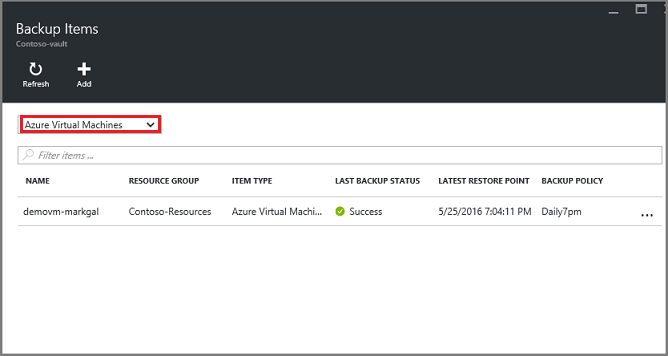 Backup Items
Contoso-vault
Refresh Add
Azure Virtual Machines
Filter items ...
NAME RESOURCE GROUP ITEM TYPE LAST BACKUP STATUS LATEST RESTORE POINT BACKUP POLICY
demovm-markgal Contoso-Resources Azure Virtual Machi... Success 5/25/2016 7:04:11 PM Daily7pm ...